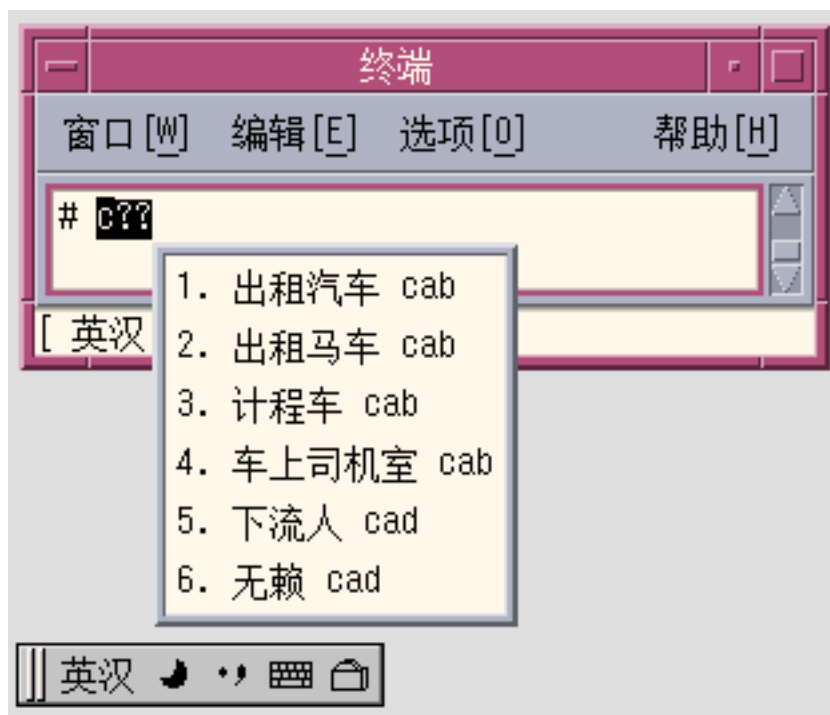 终端
窗口[W] 编辑[E] 选项[O] 帮助[H]
# c??
1. 出租汽车 cab
2. 出租马车 cab
3. 计程车 cab
4. 车上司机室 cab
5. 下流人 cad
6. 无赖 cad
[ 英汉
英汉